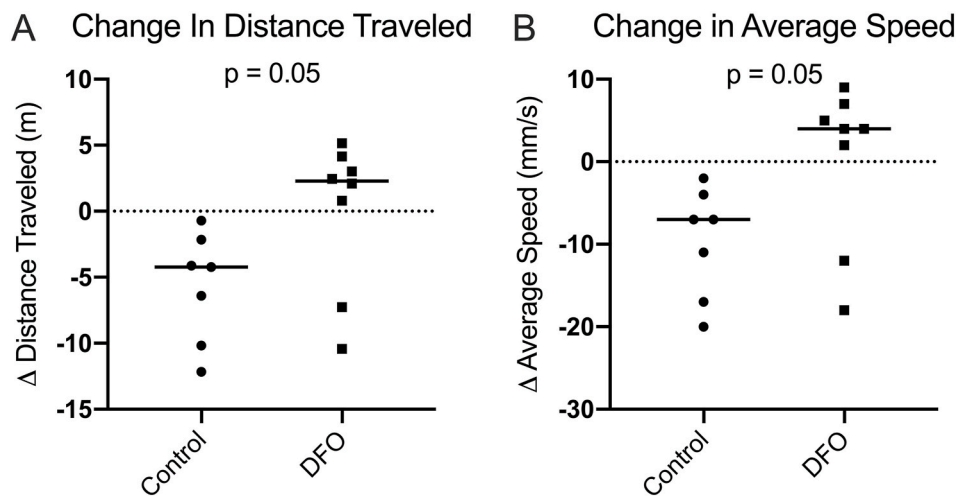 A Change In Distance Traveled
p = 0.05
Δ Distance Traveled (m)
10
5
0
-5
-10
-15
Control
DFO
B Change in Average Speed
p = 0.05
Δ Average Speed (mm/s)
10
0
-10
-20
-30
Control
DFO